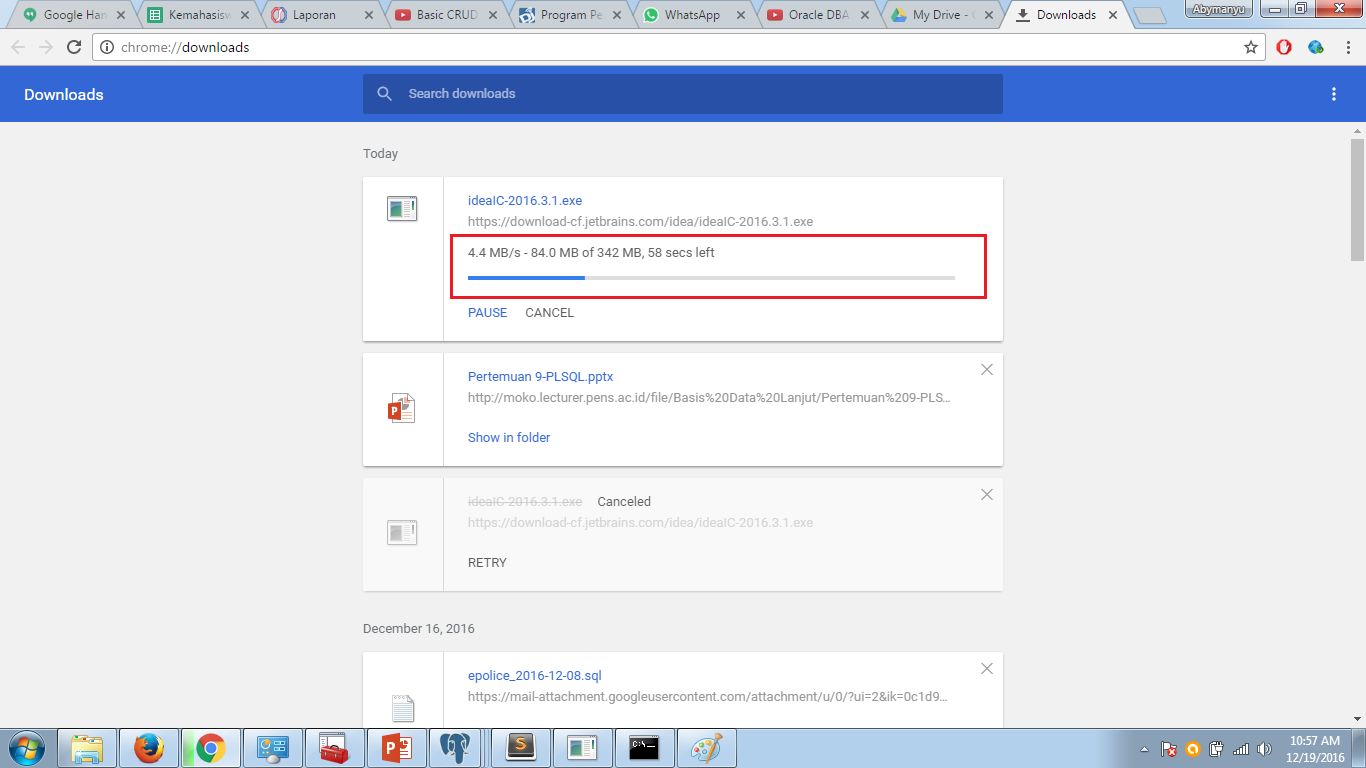 Google Han
Kemahasisw
Laporan
Basic CRUD
Program Pe
WhatsApp
Oracle DBA
My Drive - G
Downloads
Abymanyu
chrome://downloads
Downloads
Search downloads
Today
ideaIC-2016.3.1.exe
https://download-cf.jetbrains.com/idea/ideaIC-2016.3.1.exe
4.4 MB/s - 84.0 MB of 342 MB, 58 secs left
PAUSE CANCEL
Pertemuan 9-PLSQL.pptx
http://moko.lecturer.pens.ac.id/file/Basis%20Data%20Lanjut/Pertemuan%209-PLS...
Show in folder
ideaIC-2016.3.1.exe Canceled
https://download-cf.jetbrains.com/idea/ideaIC-2016.3.1.exe
RETRY
December 16, 2016
epolice_2016-12-08.sql
https://mail-attachment.googleusercontent.com/attachment/u/0/?ui=2&ik=0c1d9...
10:57 AM
12/19/2016